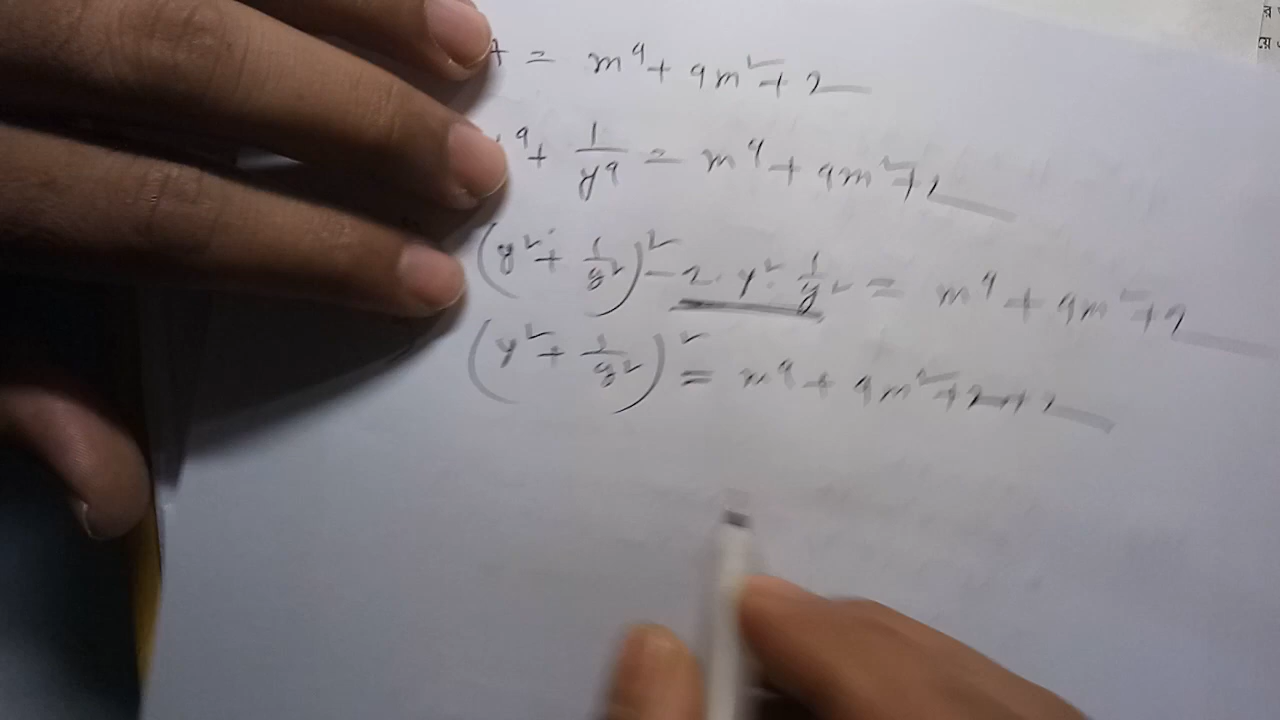 A = m⁴ + 4m² + 2
⁴ + 1/y⁴ = m⁴ + 4m² + 2
(y² + 1/y²)² - 2 · y² · 1/y² = m⁴ + 4m² + 2
(y² + 1/y²)² = m⁴ + 4m² + 2 + 2